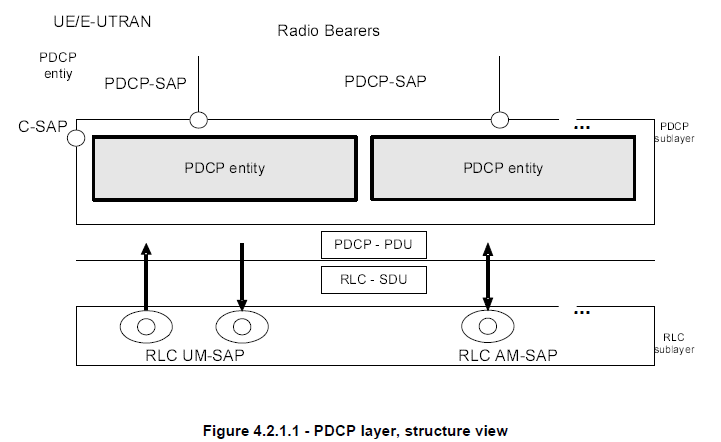 UE/E-UTRAN
Radio Bearers
PDCP
entiy
PDCP-SAP
PDCP-SAP
C-SAP
...
PDCP
sublayer
PDCP entity
PDCP entity
PDCP - PDU
RLC - SDU
...
RLC
sublayer
RLC UM-SAP
RLC AM-SAP
Figure 4.2.1.1 - PDCP layer, structure view